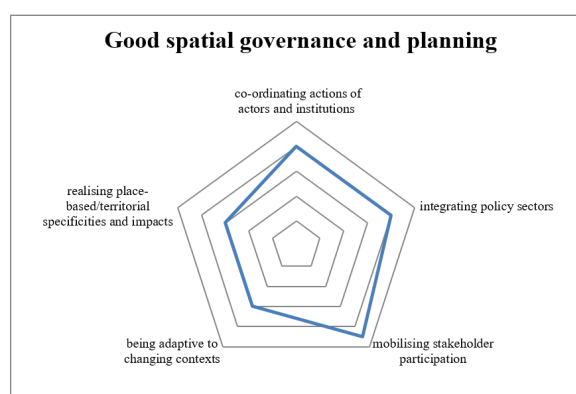 Good spatial governance and planning
co-ordinating actions of
actors and institutions
realising place-
based/territorial
specificities and impacts
integrating policy sectors
being adaptive to
changing contexts
mobilising stakeholder
participation